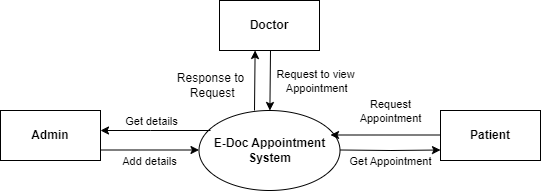 Doctor
Response to
Request
Request to view
Appointment
Get details
Request
Appointment
Admin
E-Doc Appointment
System
Patient
Add details
Get Appointment